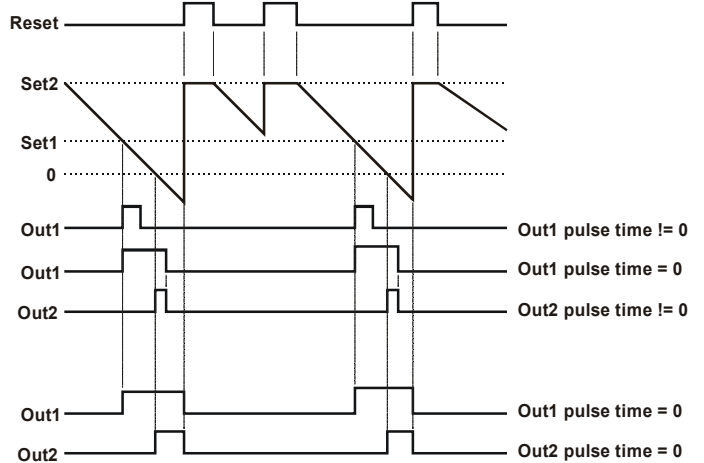 Reset
Set2
Set1
0
Out1
Out1 pulse time != 0
Out1
Out1 pulse time = 0
Out2
Out2 pulse time != 0
Out1
Out1 pulse time = 0
Out2
Out2 pulse time = 0